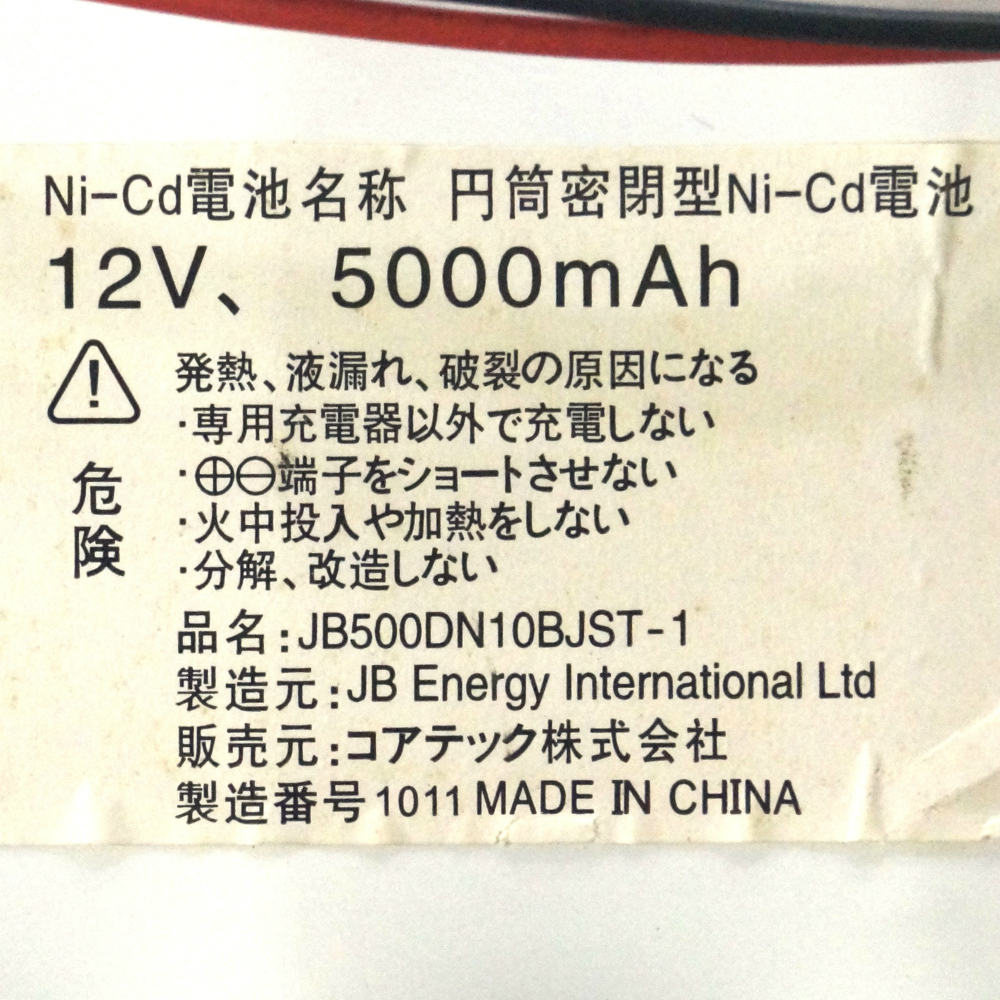 Ni-Cd電池名称 円筒密閉型Ni-Cd電池
12V、 5000mAh
発熱、液漏れ、破裂の原因になる
・専用充電器以外で充電しない
・⊕⊖端子をショートさせない
・火中投入や加熱をしない
・分解、改造しない
危険
品名:JB500DN10BJST-1
製造元:JB Energy International Ltd
販売元:コアテック株式会社
製造番号1011 MADE IN CHINA